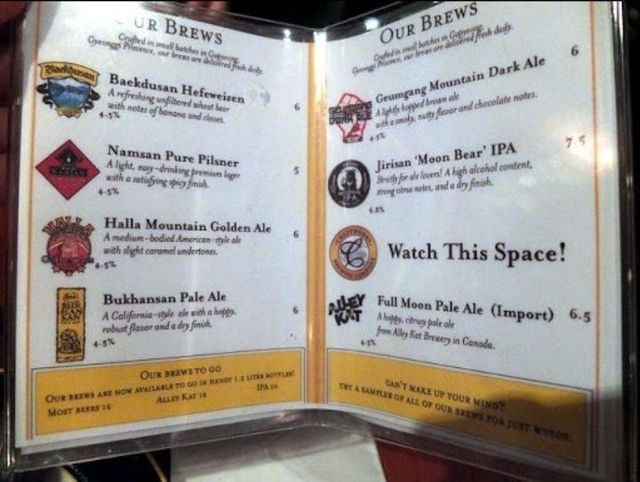 OUR BREWS
Crafted in small batches in Gapyeong,
Gyeonggi Province, our brews are delivered fresh daily.
Baekdusan
Baekdusan Hefeweizen 6
A refreshing unfiltered wheat beer
with notes of banana and cloves.
4.5%
Namsan Pure Pilsner 5
A light, easy-drinking premium lager
with a satisfying spicy finish.
4.5%
HALLA
Halla Mountain Golden Ale 6
A medium-bodied American-style ale
with slight caramel undertones.
4.5%
Bukhansan Pale Ale 6
A California-style ale with a hoppy,
robust flavor and a dry finish.
4.5%
OUR BREWS TO GO
OUR BREWS ARE NOW AVAILABLE TO GO IN HANDY 1.5 LITER BOTTLES!
MOST BEERS 16 ALLEY KAT 18 IPA 20
OUR BREWS
Crafted in small batches in Gapyeong,
Gyeonggi Province, our brews are delivered fresh daily.
Geumgang Mountain Dark Ale 6
A lightly hopped brown ale
with a smoky, nutty flavor and chocolate notes.
4.5%
Jirisan 'Moon Bear' IPA 7.5
Strictly for ale lovers! A high alcohol content,
strong citrus notes, and a dry finish.
6.8%
Watch This Space!
ALLEY
KAT
Full Moon Pale Ale (Import) 6.5
A hoppy, citrusy pale ale
from Alley Kat Brewery in Canada.
4.5%
CAN'T MAKE UP YOUR MIND?
TRY A SAMPLER OF ALL OF OUR BREWS FOR JUST